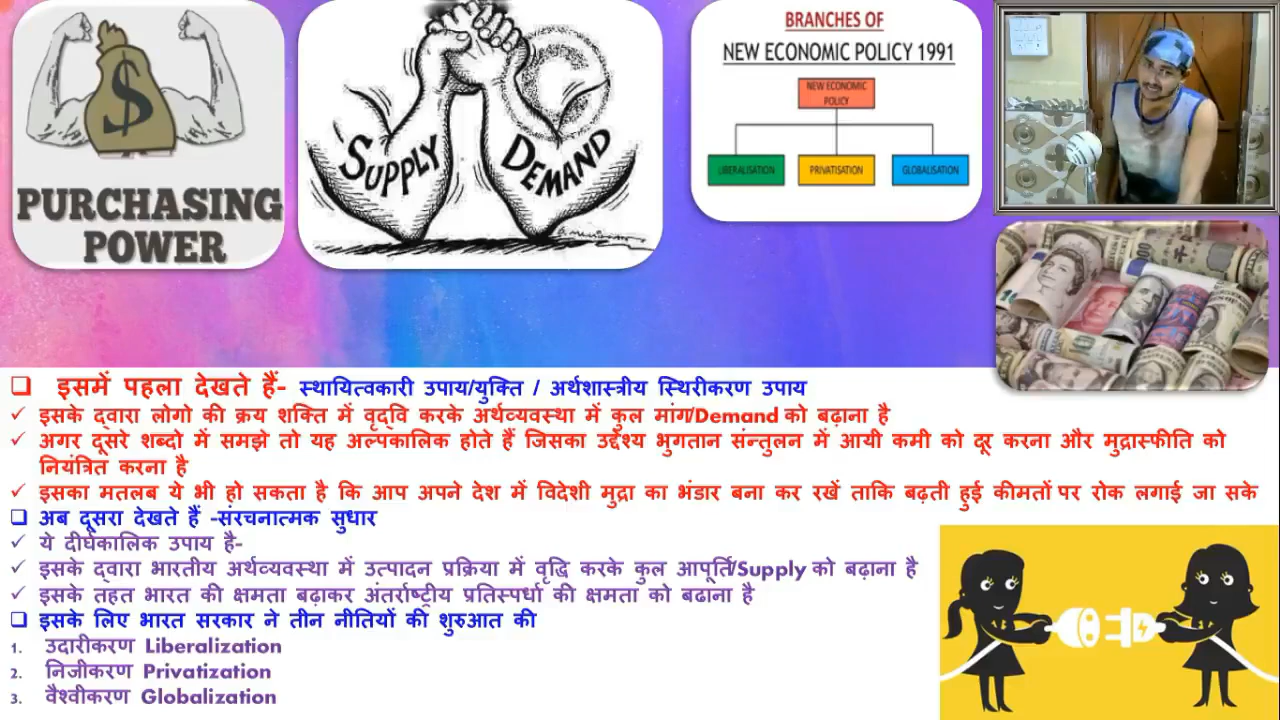 PURCHASING
POWER
SUPPLY
DEMAND
BRANCHES OF
NEW ECONOMIC POLICY 1991
NEW ECONOMIC
POLICY
LIBERALISATION
PRIVATISATION
GLOBALISATION
इसमें पहला देखते हैं- स्थायित्वकारी उपाय/युक्ति / अर्थशास्त्रीय स्थिरीकरण उपाय
इसके द्वारा लोगो की क्रय शक्ति में वृद्वि करके अर्थव्यवस्था में कुल मांग/Demand को बढ़ाना है
अगर दूसरे शब्दो में समझे तो यह अल्पकालिक होते हैं जिसका उद्देश्य भुगतान संन्तुलन में आयी कमी को दूर करना और मुद्रास्फीति को
नियंत्रित करना है
इसका मतलब ये भी हो सकता है कि आप अपने देश में विदेशी मुद्रा का भंडार बना कर रखें ताकि बढ़ती हुई कीमतों पर रोक लगाई जा सके
अब दूसरा देखते हैं -संरचनात्मक सुधार
ये दीर्घकालिक उपाय है-
इसके द्वारा भारतीय अर्थव्यवस्था में उत्पादन प्रक्रिया में वृद्धि करके कुल आपूर्ति/Supply को बढ़ाना है
इसके तहत भारत की क्षमता बढ़ाकर अंतर्राष्ट्रीय प्रतिस्पर्धा की क्षमता को बढाना है
इसके लिए भारत सरकार ने तीन नीतियों की शुरुआत की
1. उदारीकरण Liberalization
2. निजीकरण Privatization
3. वैश्वीकरण Globalization